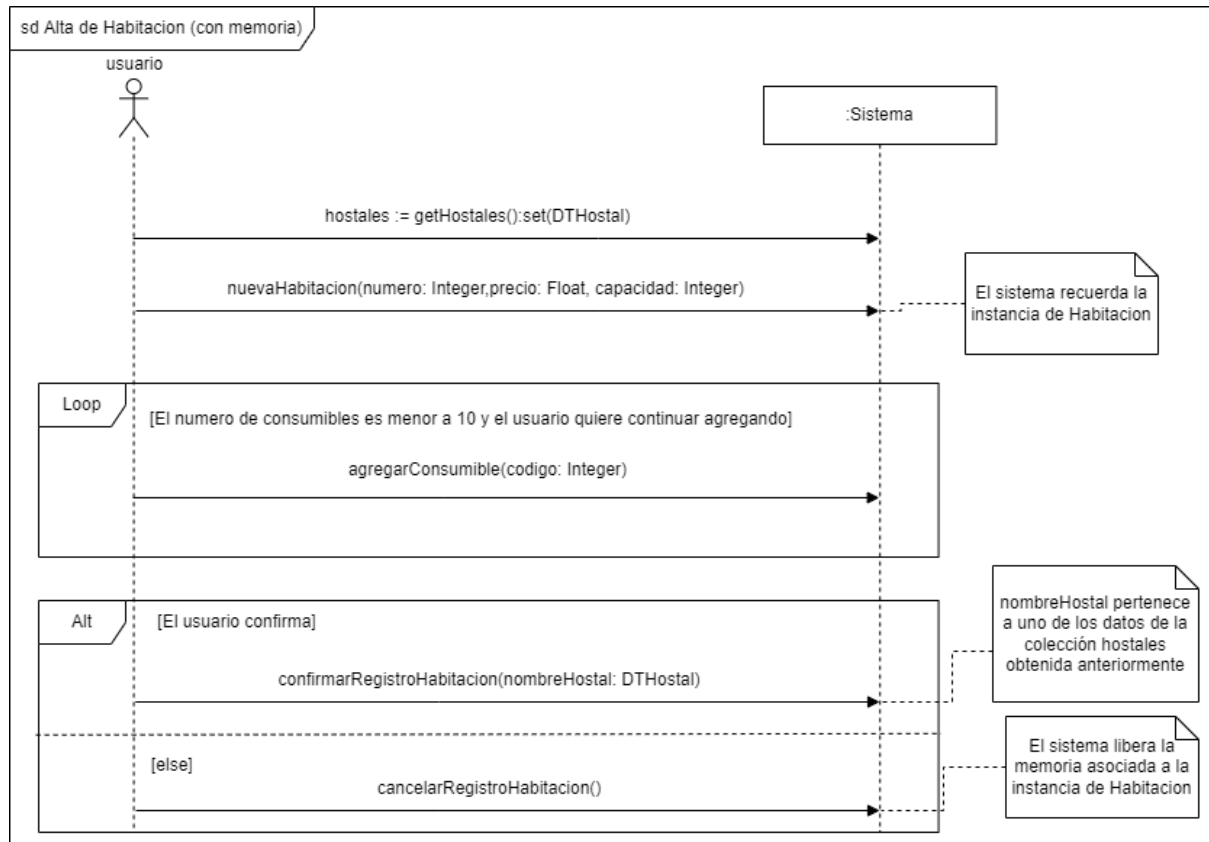 sd Alta de Habitacion (con memoria)
usuario
:Sistema
hostales := getHostales():set(DTHostal)
nuevaHabitacion(numero: Integer,precio: Float, capacidad: Integer)
El sistema recuerda la
instancia de Habitacion
Loop
[El numero de consumibles es menor a 10 y el usuario quiere continuar agregando]
agregarConsumible(codigo: Integer)
Alt
[El usuario confirma]
confirmarRegistroHabitacion(nombreHostal: DTHostal)
nombreHostal pertenece
a uno de los datos de la
colección hostales
obtenida anteriormente
[else]
cancelarRegistroHabitacion()
El sistema libera la
memoria asociada a la
instancia de Habitacion